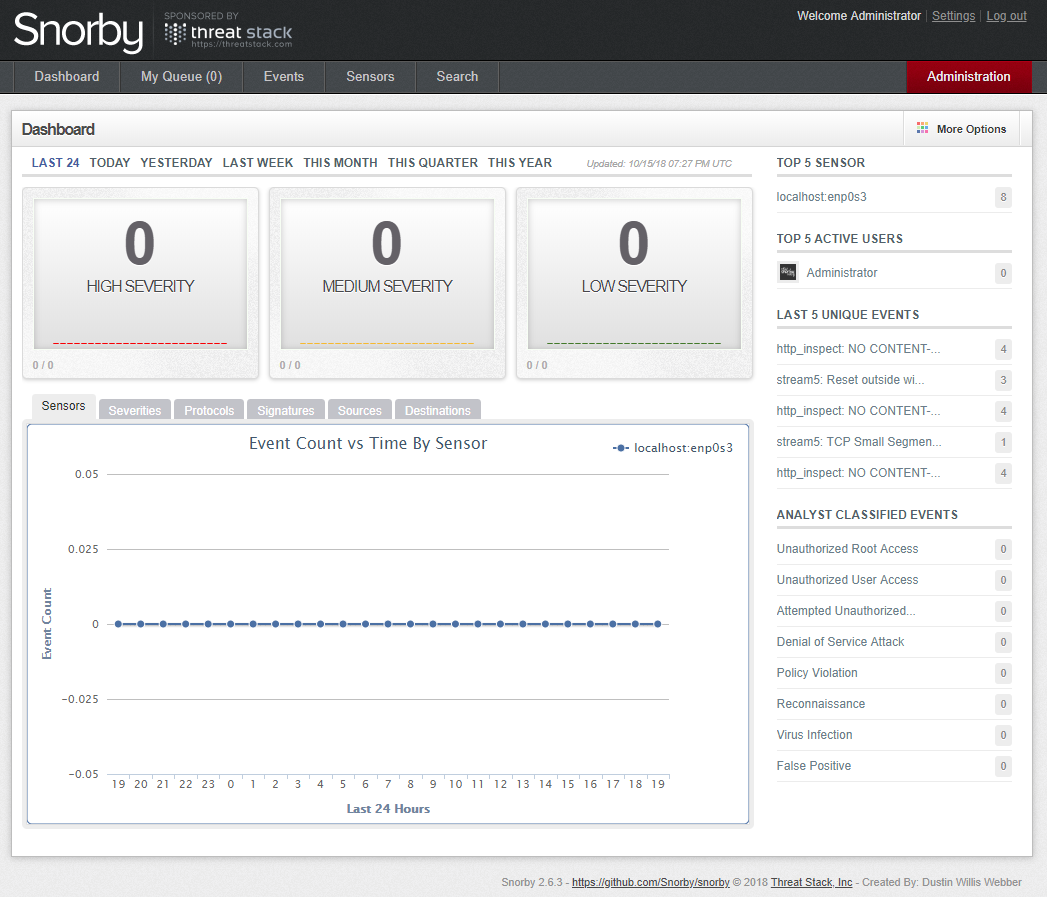 Snorby
SPONSORED BY
threat stack
https://threatstack.com
Welcome Administrator | Settings | Log out
Dashboard My Queue (0) Events Sensors Search Administration
Dashboard
More Options
LAST 24 TODAY YESTERDAY LAST WEEK THIS MONTH THIS QUARTER THIS YEAR Updated: 10/15/18 07:27 PM UTC
0
HIGH SEVERITY
0 / 0
0
MEDIUM SEVERITY
0 / 0
0
LOW SEVERITY
0 / 0
Sensors Severities Protocols Signatures Sources Destinations
Event Count vs Time By Sensor
localhost:enp0s3
0.05
0.025
0
−0.025
−0.05
Event Count
19 20 21 22 23 0 1 2 3 4 5 6 7 8 9 10 11 12 13 14 15 16 17 18 19
Last 24 Hours
TOP 5 SENSOR
localhost:enp0s3 8
TOP 5 ACTIVE USERS
Administrator 0
LAST 5 UNIQUE EVENTS
http_inspect: NO CONTENT-... 4
stream5: Reset outside wi... 3
http_inspect: NO CONTENT-... 4
stream5: TCP Small Segmen... 1
http_inspect: NO CONTENT-... 4
ANALYST CLASSIFIED EVENTS
Unauthorized Root Access 0
Unauthorized User Access 0
Attempted Unauthorized... 0
Denial of Service Attack 0
Policy Violation 0
Reconnaissance 0
Virus Infection 0
False Positive 0
Snorby 2.6.3 - https://github.com/Snorby/snorby © 2018 Threat Stack, Inc - Created By: Dustin Willis Webber